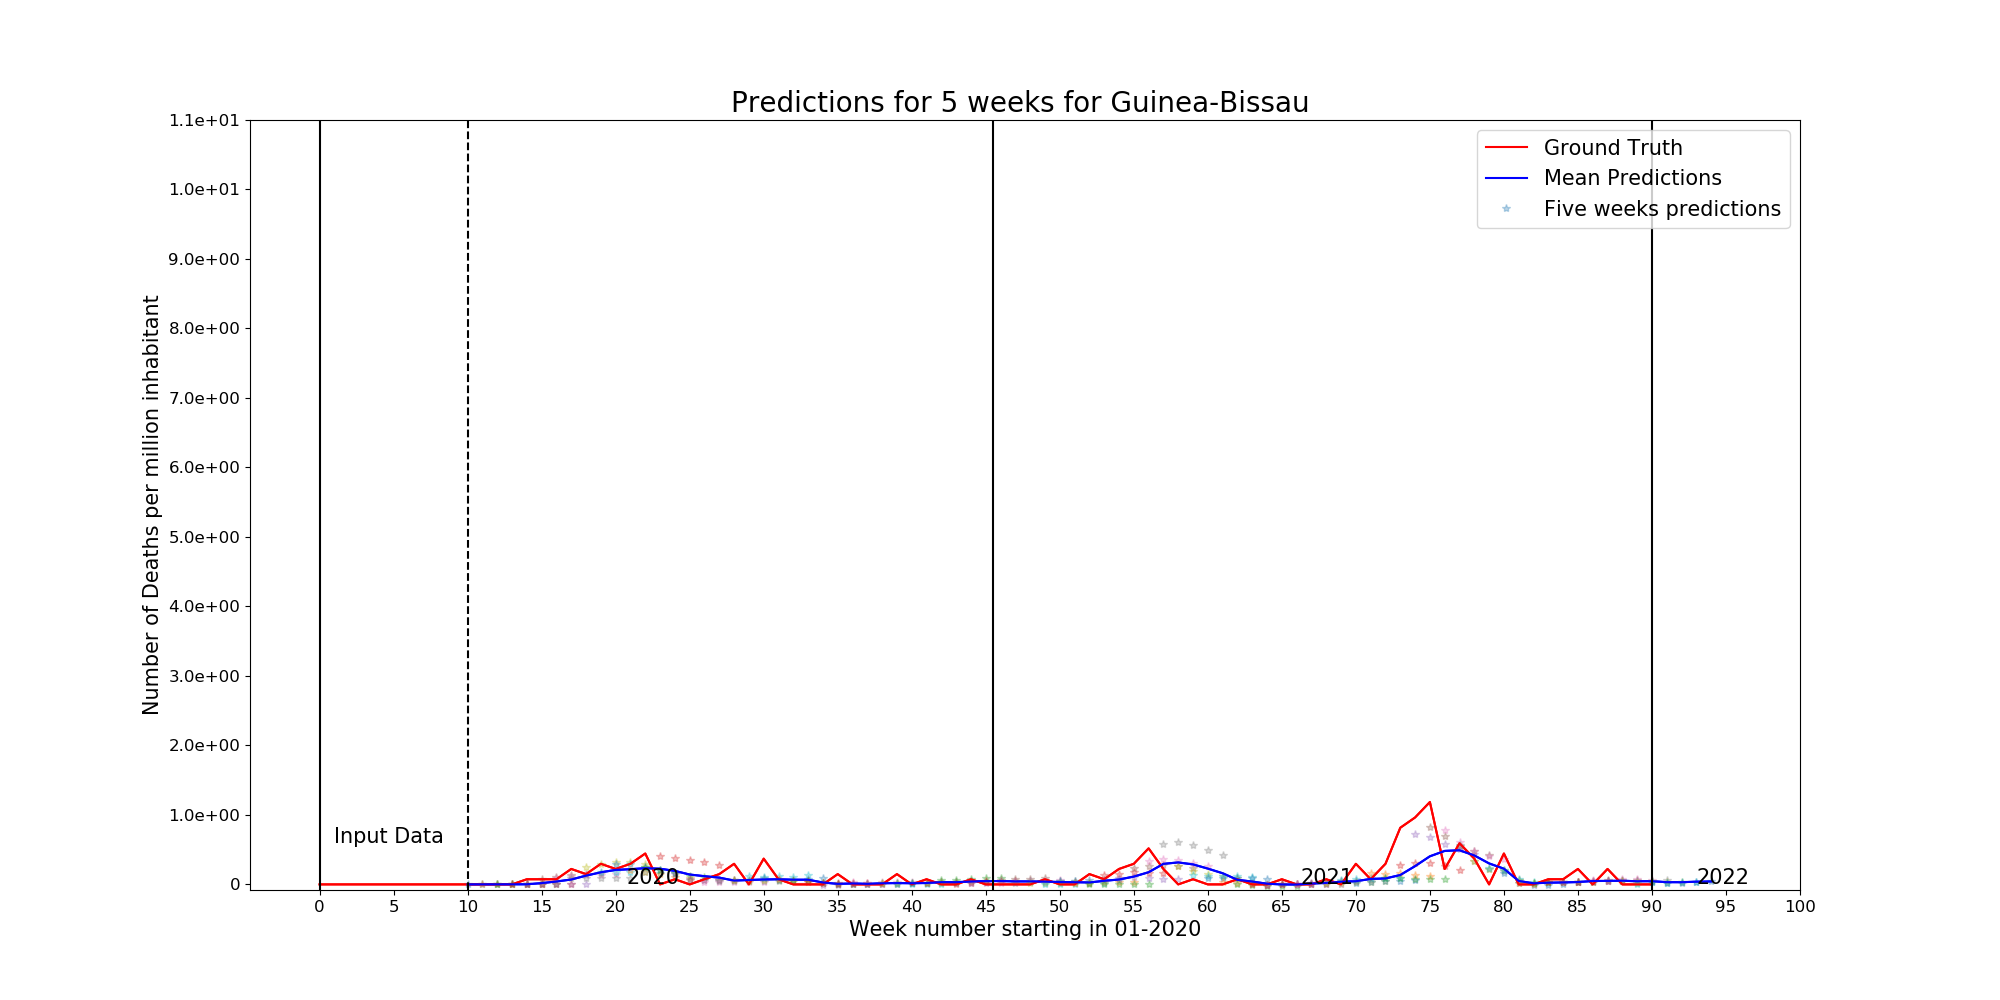 Predictions for 5 weeks for Guinea-Bissau
1.1e+01
1.0e+01
9.0e+00
8.0e+00
7.0e+00
6.0e+00
5.0e+00
4.0e+00
3.0e+00
2.0e+00
1.0e+00
0
Number of Deaths per million inhabitant
Ground Truth
Mean Predictions
Five weeks predictions
Input Data
2020
2021
2022
0 5 10 15 20 25 30 35 40 45 50 55 60 65 70 75 80 85 90 95 100
Week number starting in 01-2020